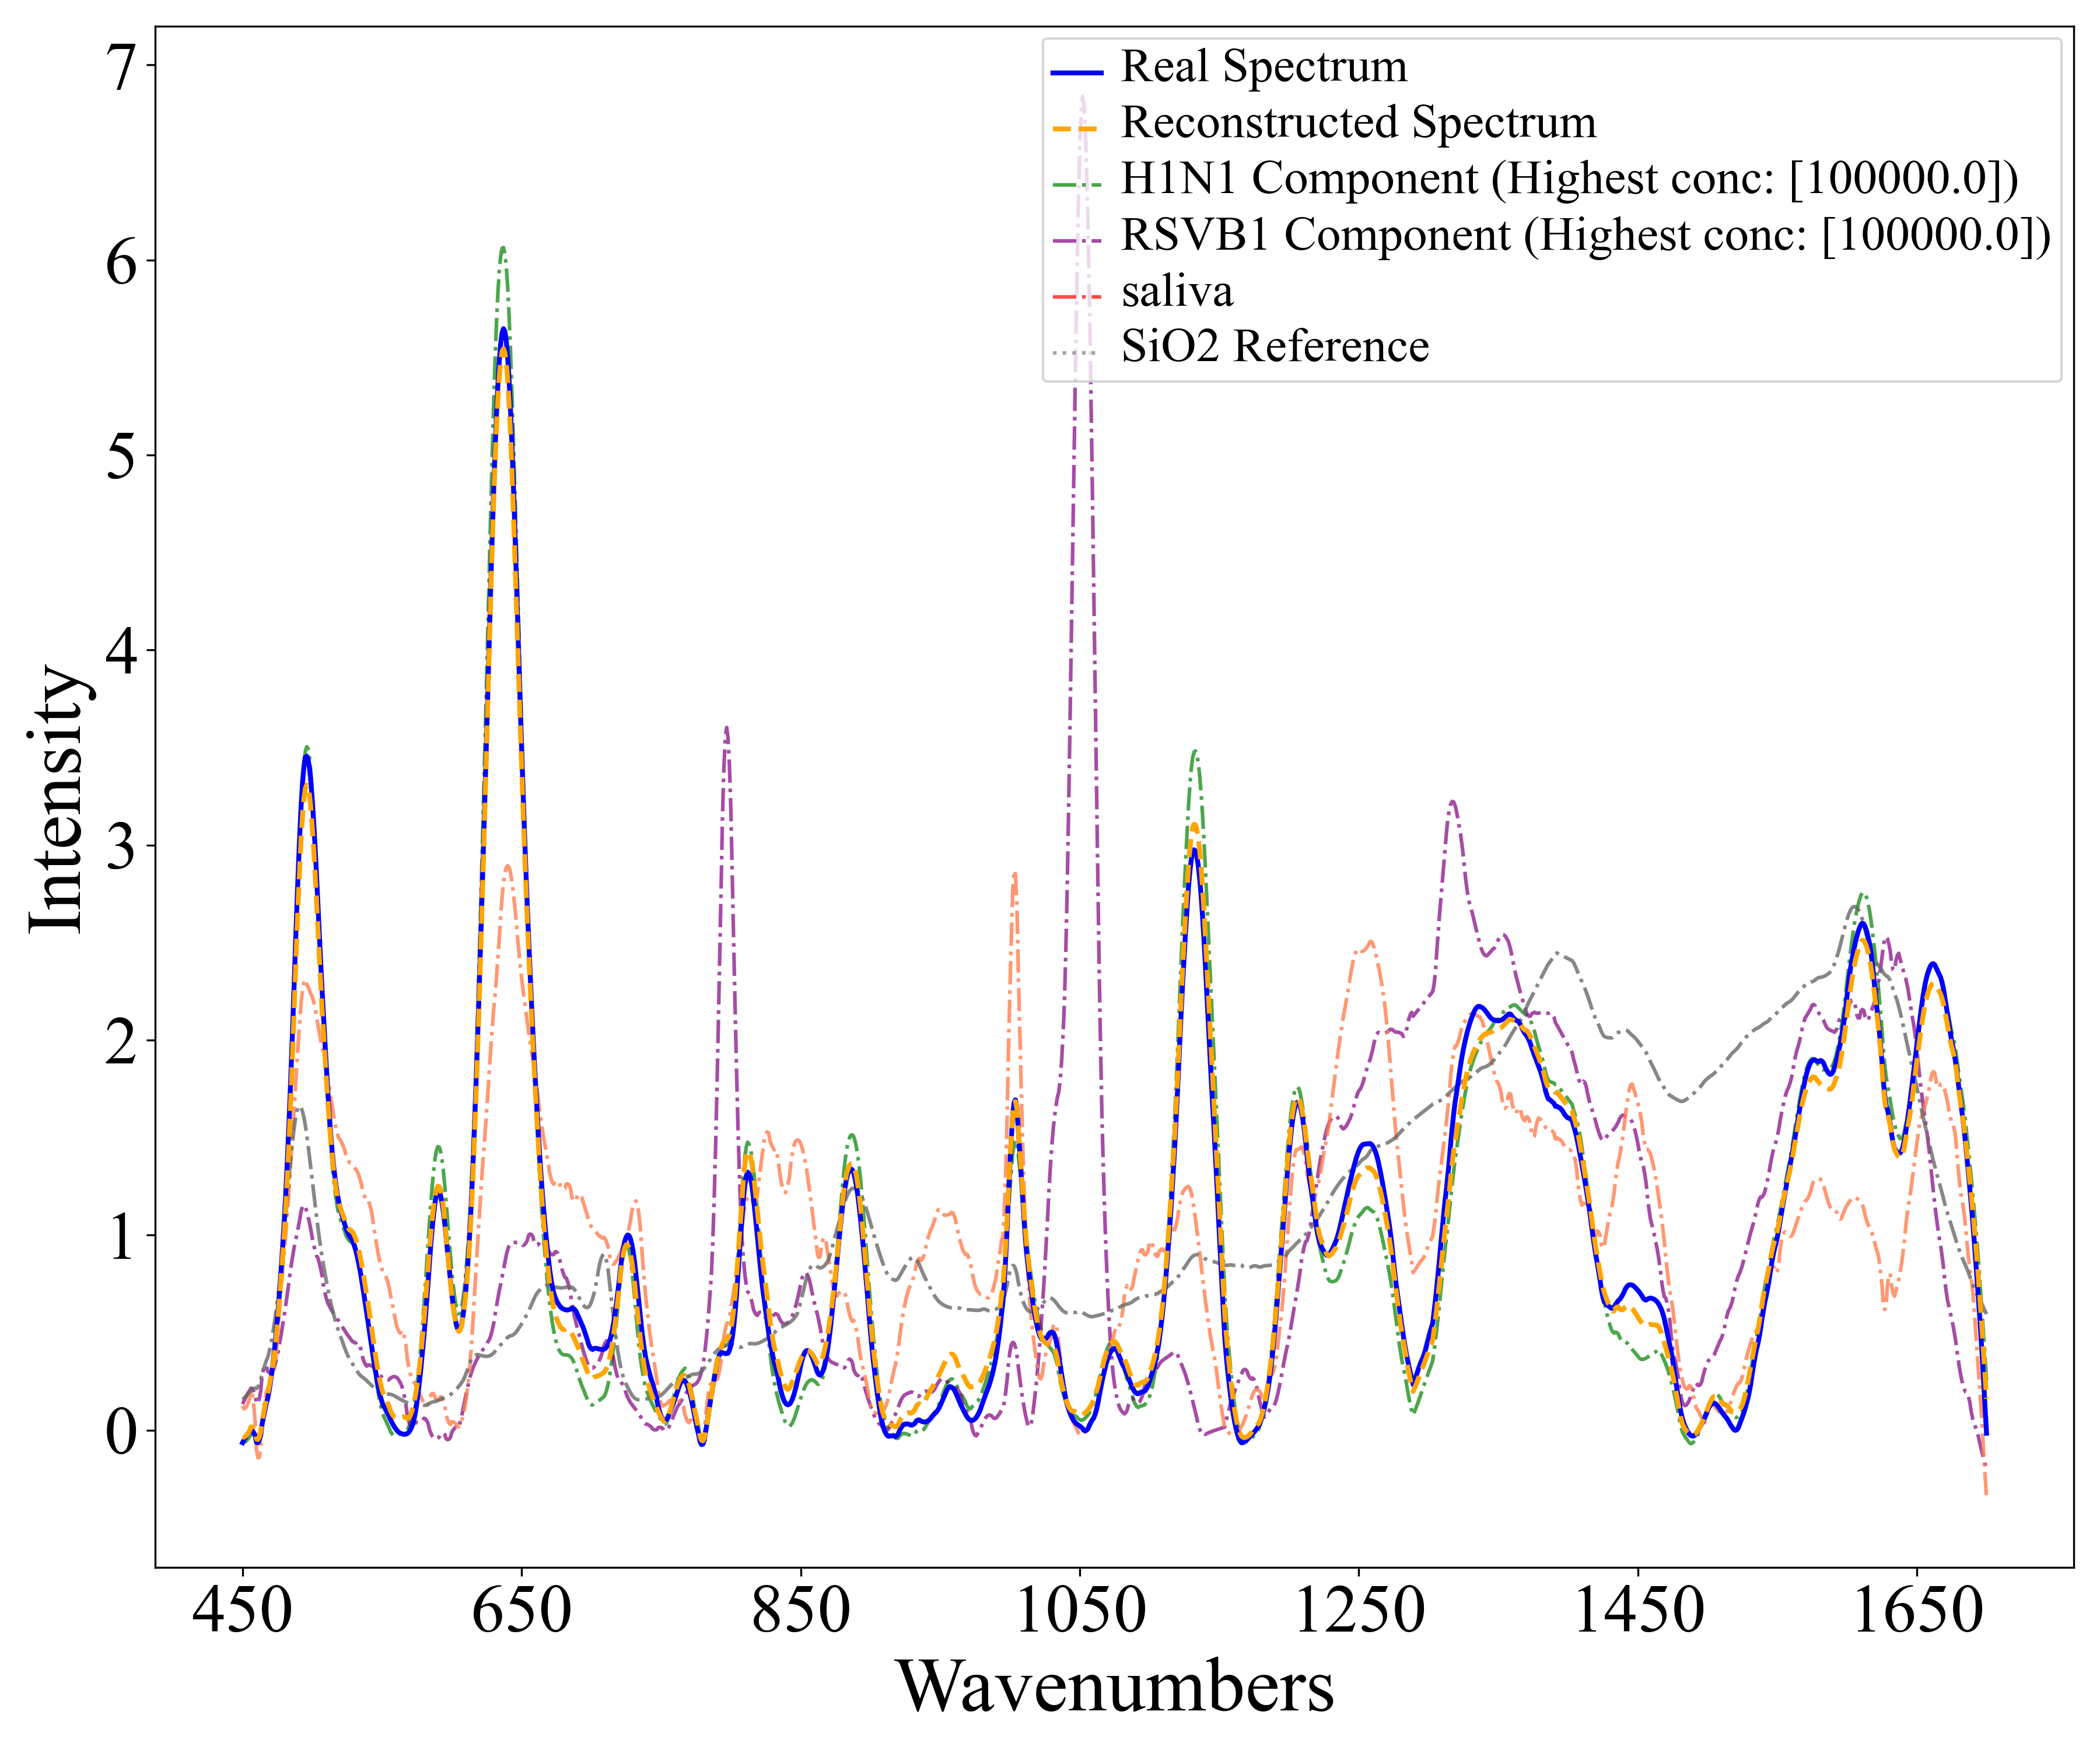 7
6
5
4
3
2
1
0
Intensity
Real Spectrum
Reconstructed Spectrum
H1N1 Component (Highest conc: [100000.0])
RSVB1 Component (Highest conc: [100000.0])
saliva
SiO2 Reference
450 650 850 1050 1250 1450 1650
Wavenumbers